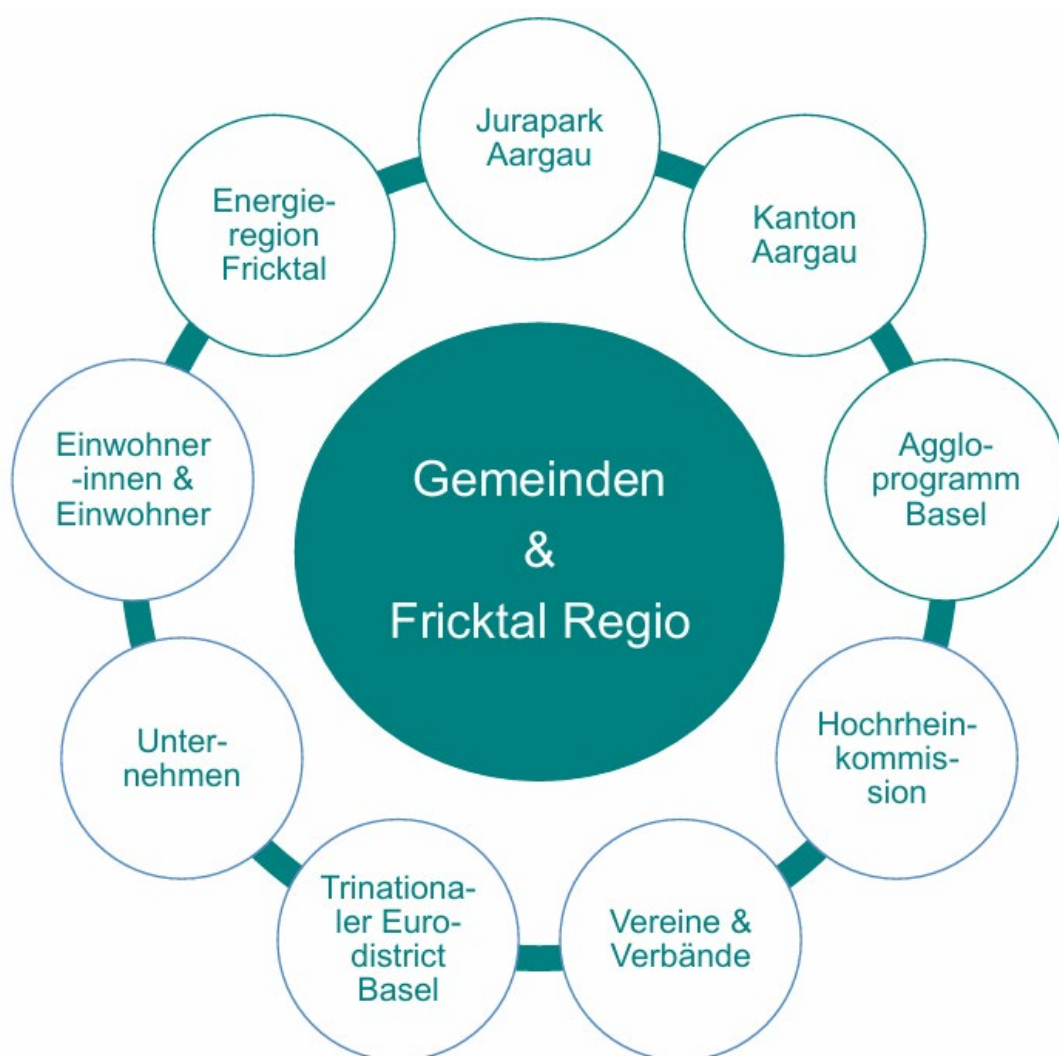 Jurapark
Aargau
Kanton
Aargau
Agglo-
programm
Basel
Hochrhein-
kommis-
sion
Vereine &
Verbände
Trinationa-
ler Euro-
district
Basel
Unter-
nehmen
Einwohner
-innen &
Einwohner
Energie-
region
Fricktal
Gemeinden
&
Fricktal Regio